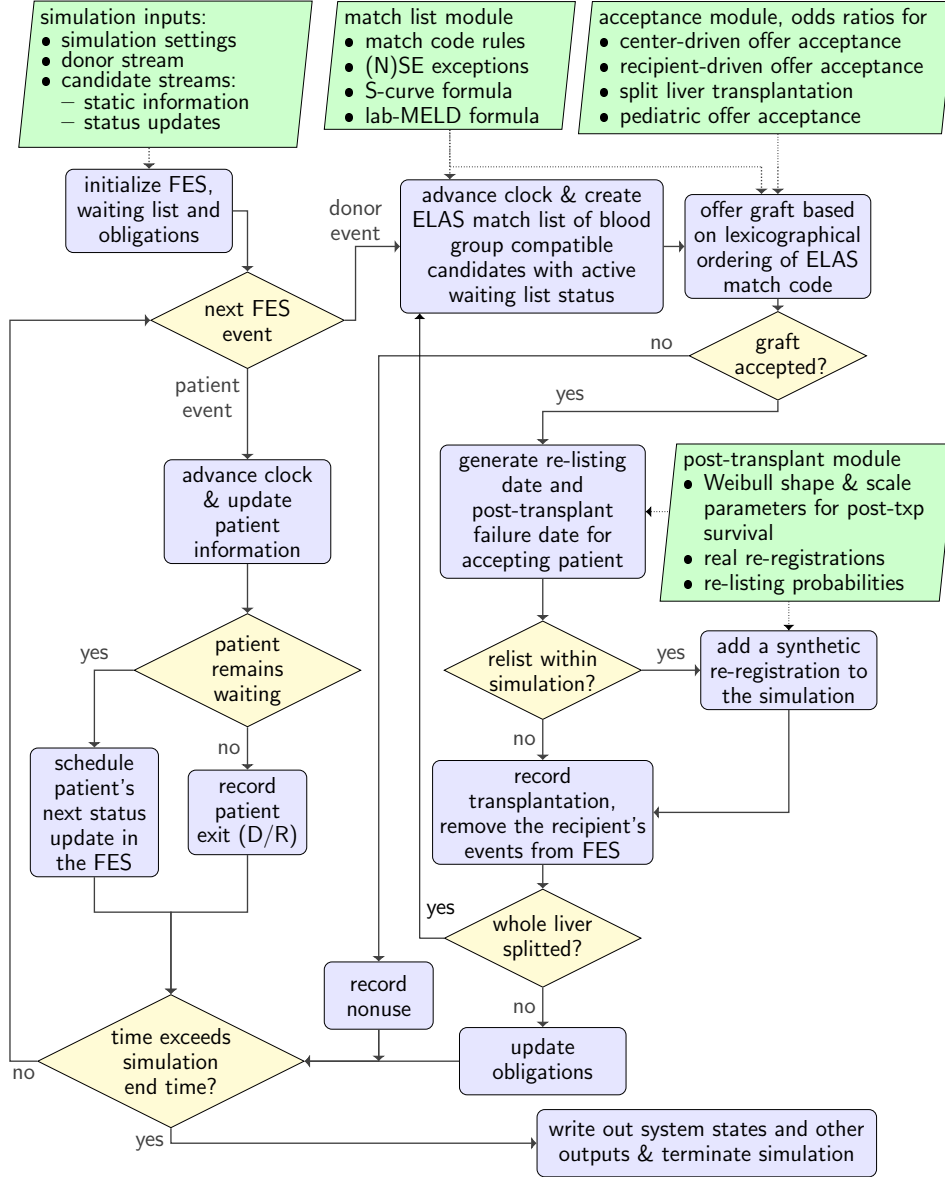 simulation inputs:
• simulation settings
• donor stream
• candidate streams:
– static information
– status updates
match list module
• match code rules
• (N)SE exceptions
• S-curve formula
• lab-MELD formula
acceptance module, odds ratios for
• center-driven offer acceptance
• recipient-driven offer acceptance
• split liver transplantation
• pediatric offer acceptance
initialize FES,
waiting list and
obligations
donor
event
advance clock & create
ELAS match list of blood
group compatible
candidates with active
waiting list status
offer graft based
on lexicographical
ordering of ELAS
match code
next FES
event
graft
accepted?
no
yes
patient
event
advance clock
& update
patient
information
generate re-listing
date and
post-transplant
failure date for
accepting patient
post-transplant module
• Weibull shape & scale
parameters for post-txp
survival
• real re-registrations
• re-listing probabilities
patient
remains
waiting
yes
no
relist within
simulation?
yes
no
add a synthetic
re-registration to
the simulation
schedule
patient's
next status
update in
the FES
record
patient
exit (D/R)
record
transplantation,
remove the recipient's
events from FES
yes
whole liver
splitted?
no
record
nonuse
update
obligations
time exceeds
simulation
end time?
no
yes
write out system states and other
outputs & terminate simulation